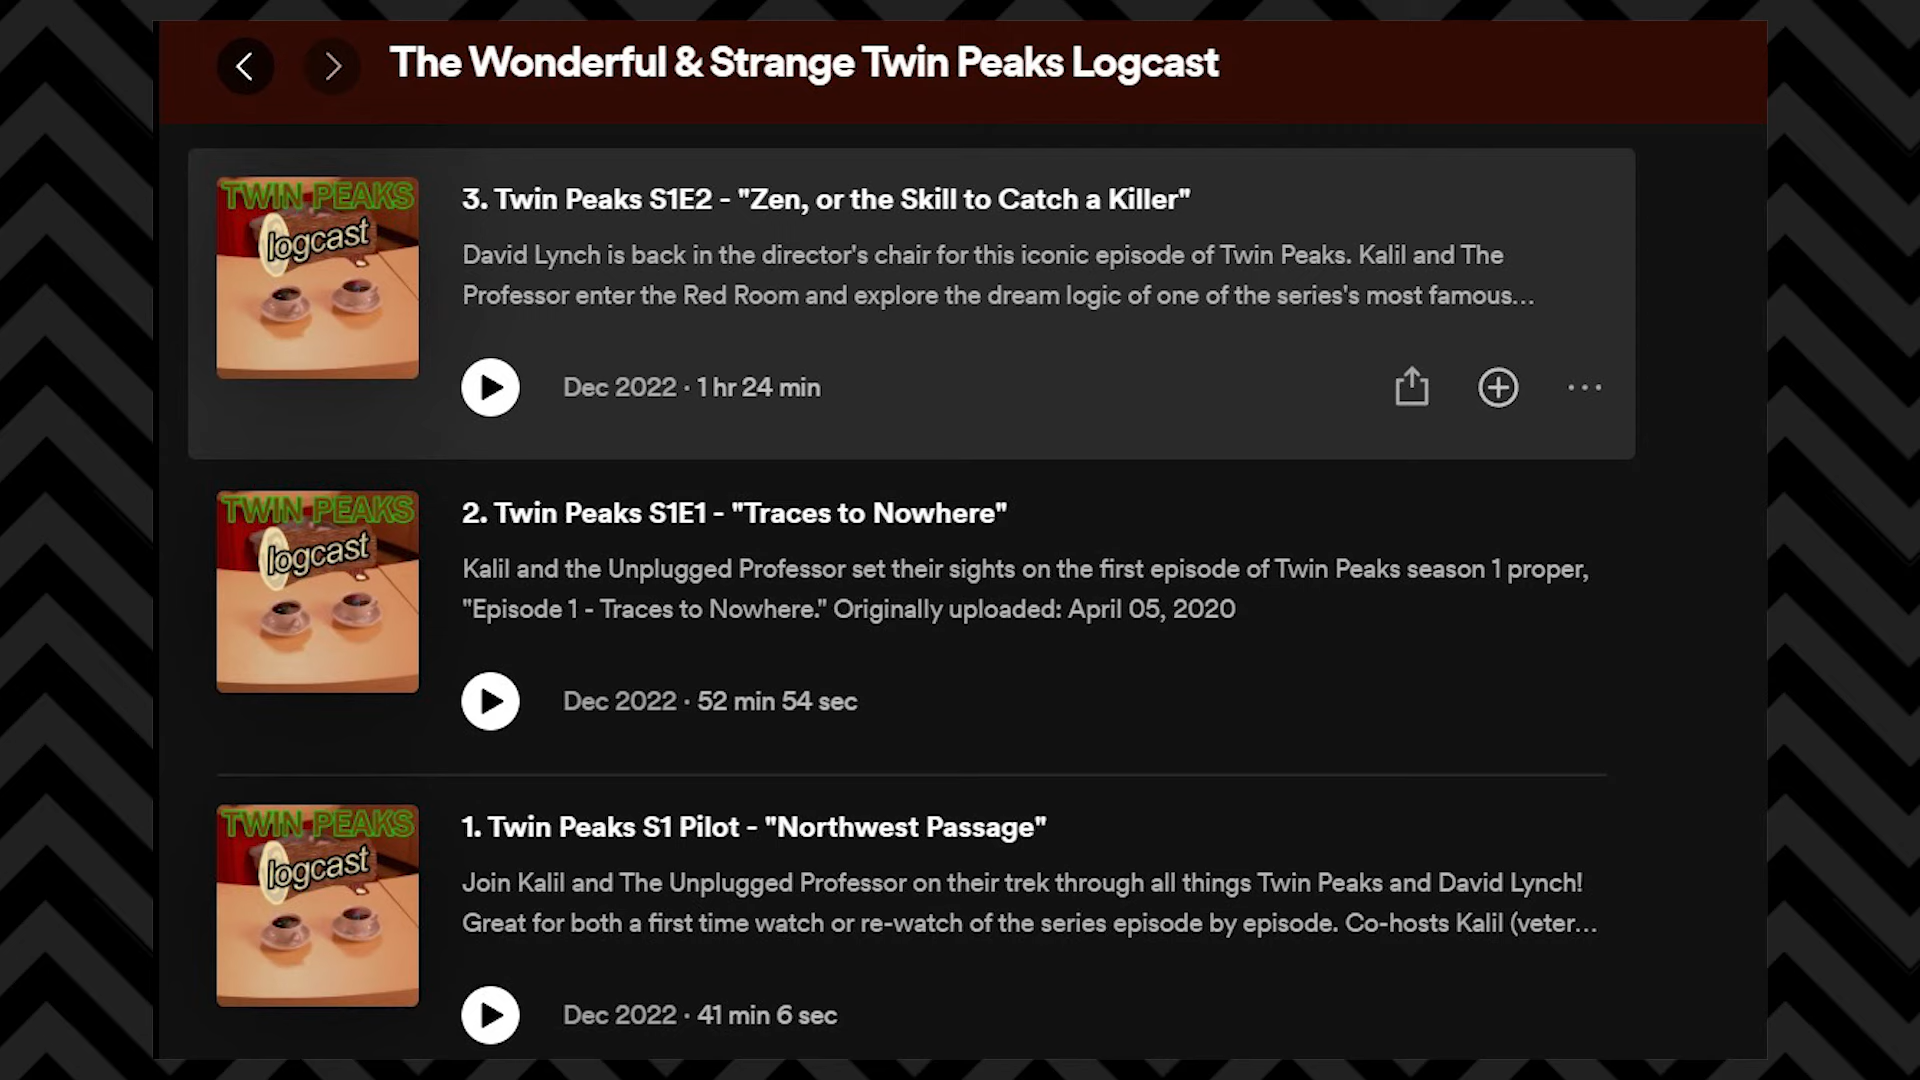 The Wonderful & Strange Twin Peaks Logcast
TWIN PEAKS
logcast
3. Twin Peaks S1E2 - "Zen, or the Skill to Catch a Killer"
David Lynch is back in the director's chair for this iconic episode of Twin Peaks. Kalil and The
Professor enter the Red Room and explore the dream logic of one of the series's most famous...
Dec 2022 · 1 hr 24 min
TWIN PEAKS
logcast
2. Twin Peaks S1E1 - "Traces to Nowhere"
Kalil and the Unplugged Professor set their sights on the first episode of Twin Peaks season 1 proper,
"Episode 1 - Traces to Nowhere." Originally uploaded: April 05, 2020
Dec 2022 · 52 min 54 sec
TWIN PEAKS
logcast
1. Twin Peaks S1 Pilot - "Northwest Passage"
Join Kalil and The Unplugged Professor on their trek through all things Twin Peaks and David Lynch!
Great for both a first time watch or re-watch of the series episode by episode. Co-hosts Kalil (veter...
Dec 2022 · 41 min 6 sec